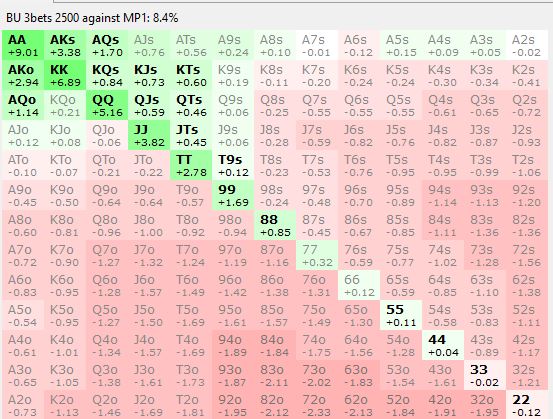 BU 3bets 2500 against MP1: 8.4%
AA AKs AQs AJs ATs A9s A8s A7s A6s A5s A4s A3s A2s
+9.01 +3.38 +1.70 +0.76 +0.56 +0.24 +0.10 -0.01 -0.12 +0.15 +0.09 +0.05 -0.02
AKo KK KQs KJs KTs K9s K8s K7s K6s K5s K4s K3s K2s
+2.94 +6.89 +0.84 +0.73 +0.60 +0.19 -0.11 -0.20 -0.24 -0.24 -0.30 -0.34 -0.41
AQo KQo QQ QJs QTs Q9s Q8s Q7s Q6s Q5s Q4s Q3s Q2s
+1.14 +0.21 +5.16 +0.59 +0.46 +0.06 -0.25 -0.55 -0.55 -0.55 -0.61 -0.65 -0.72
AJo KJo QJo JJ JTs J9s J8s J7s J6s J5s J4s J3s J2s
+0.12 +0.08 -0.06 +3.82 +0.45 +0.06 -0.28 -0.59 -0.82 -0.76 -0.82 -0.87 -0.93
ATo KTo QTo JTo TT T9s T8s T7s T6s T5s T4s T3s T2s
-0.10 -0.07 -0.21 -0.22 +2.78 +0.12 -0.23 -0.53 -0.76 -0.95 -0.95 -0.99 -1.06
A9o K9o Q9o J9o T9o 99 98s 97s 96s 95s 94s 93s 92s
-0.45 -0.50 -0.64 -0.64 -0.57 +1.69 -0.24 -0.48 -0.70 -0.89 -1.14 -1.13 -1.20
A8o K8o Q8o J8o T8o 98o 88 87s 86s 85s 84s 83s 82s
-0.60 -0.81 -0.96 -1.00 -0.92 -0.94 +0.85 -0.45 -0.67 -0.85 -1.11 -1.36 -1.36
A7o K7o Q7o J7o T7o 97o 87o 77 76s 75s 74s 73s 72s
-0.72 -0.90 -1.27 -1.32 -1.24 -1.19 -1.16 +0.32 -0.59 -0.77 -1.02 -1.28 -1.56
A6o K6o Q6o J6o T6o 96o 86o 76o 66 65s 64s 63s 62s
-0.83 -0.95 -1.28 -1.57 -1.49 -1.42 -1.38 -1.31 +0.12 -0.59 -0.85 -1.10 -1.38
A5o K5o Q5o J5o T5o 95o 85o 75o 65o 55 54s 53s 52s
-0.54 -0.95 -1.27 -1.50 -1.69 -1.61 -1.57 -1.49 -1.30 +0.11 -0.58 -0.83 -1.11
A4o K4o Q4o J4o T4o 94o 84o 74o 64o 54o 44 43s 42s
-0.61 -1.01 -1.34 -1.57 -1.69 -1.89 -1.84 -1.75 -1.56 -1.28 +0.04 -0.89 -1.17
A3o K3o Q3o J3o T3o 93o 83o 73o 63o 53o 43o 33 32s
-0.65 -1.05 -1.38 -1.61 -1.73 -1.87 -2.11 -2.02 -1.83 -1.54 -1.61 -0.02 -1.21
A2o K2o Q2o J2o T2o 92o 82o 72o 62o 52o 42o 32o 22
-0.73 -1.13 -1.46 -1.69 -1.81 -1.95 -2.12 -2.33 -2.13 -1.84 -1.91 -1.95 -0.12